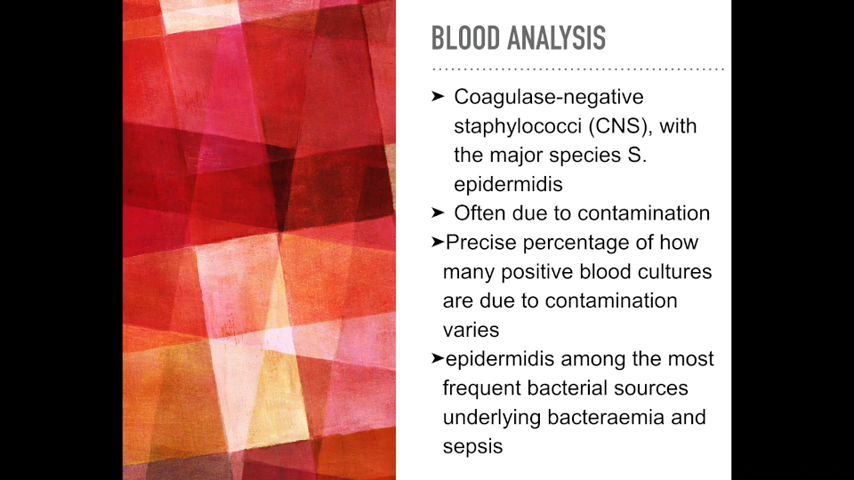 BLOOD ANALYSIS
➤ Coagulase-negative
staphylococci (CNS), with
the major species S.
epidermidis
➤ Often due to contamination
➤Precise percentage of how
many positive blood cultures
are due to contamination
varies
➤epidermidis among the most
frequent bacterial sources
underlying bacteraemia and
sepsis